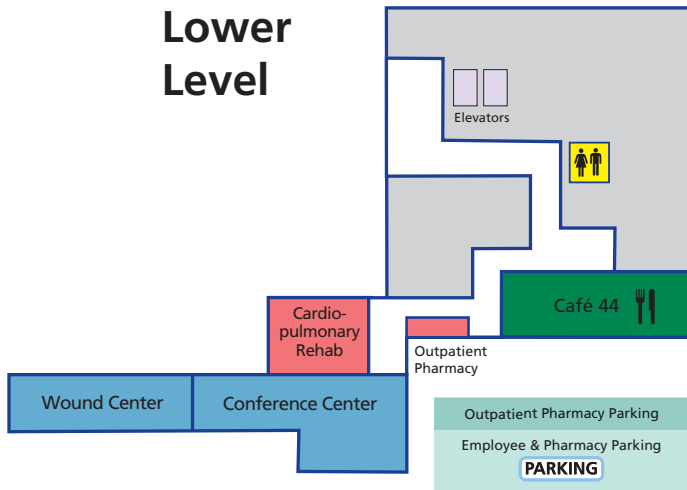 Lower
Level
Elevators
Café 44
Cardio-
pulmonary
Rehab
Outpatient
Pharmacy
Wound Center
Conference Center
Outpatient Pharmacy Parking
Employee & Pharmacy Parking
PARKING